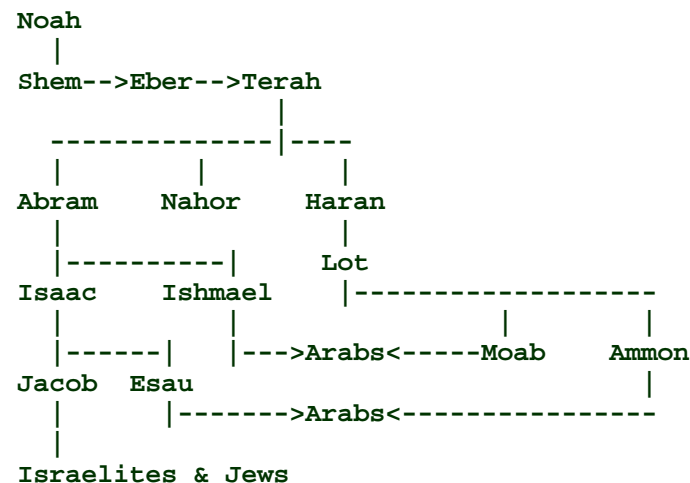 Noah
|
Shem-->Eber-->Terah
|
--------------|----
| | |
Abram Nahor Haran
| |
|----------| Lot
Isaac Ishmael |-------------------
| | | |
|------| |--->Arabs<-----Moab Ammon
Jacob Esau |
| |------->Arabs<----------------
|
Israelites & Jews